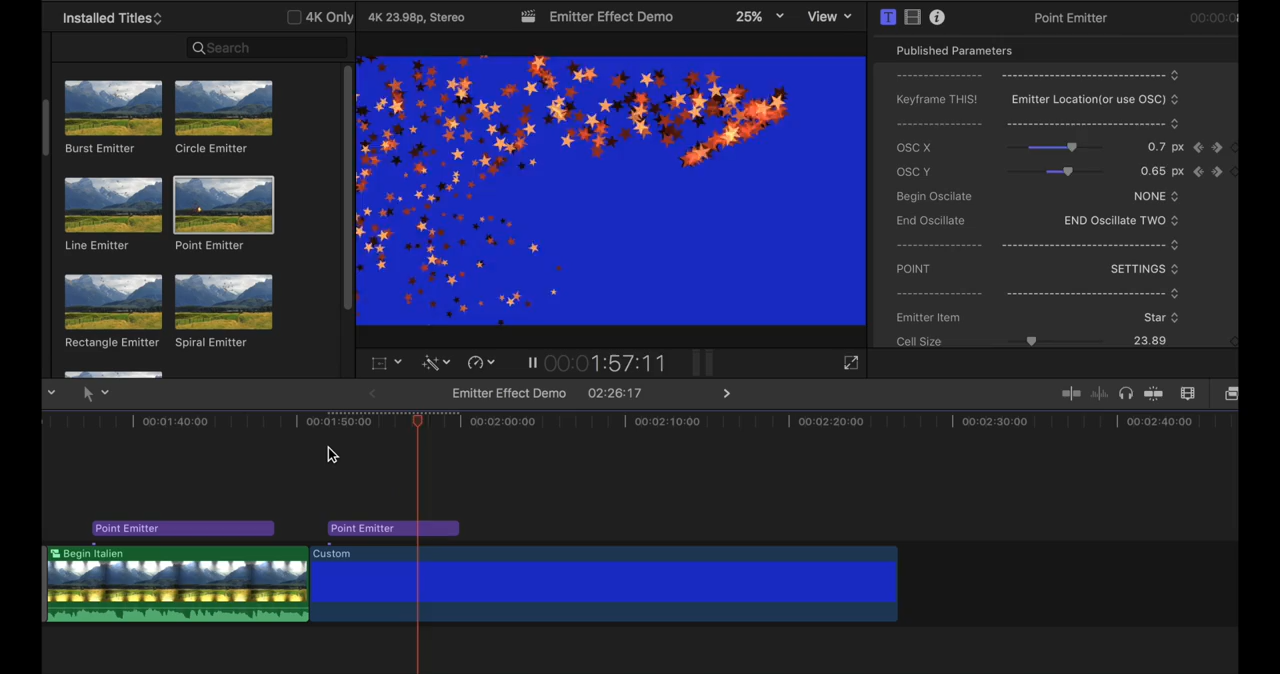 Installed Titles
4K Only
4K 23.98p, Stereo
Emitter Effect Demo
25%
View
Point Emitter
Search
Burst Emitter
Circle Emitter
Line Emitter
Point Emitter
Rectangle Emitter
Spiral Emitter
Published Parameters
-----------------
Keyframe THIS! Emitter Location(or use OSC)
-----------------
OSC X 0.7 px
OSC Y 0.65 px
Begin Oscilate NONE
End Oscillate END Oscillate TWO
-----------------
POINT SETTINGS
-----------------
Emitter Item Star
Cell Size 23.89
00:01:57:11
Emitter Effect Demo 02:26:17
00:01:40:00 00:01:50:00 00:02:00:00 00:02:10:00 00:02:20:00 00:02:30:00 00:02:40:00
Point Emitter
Point Emitter
Begin Italien
Custom